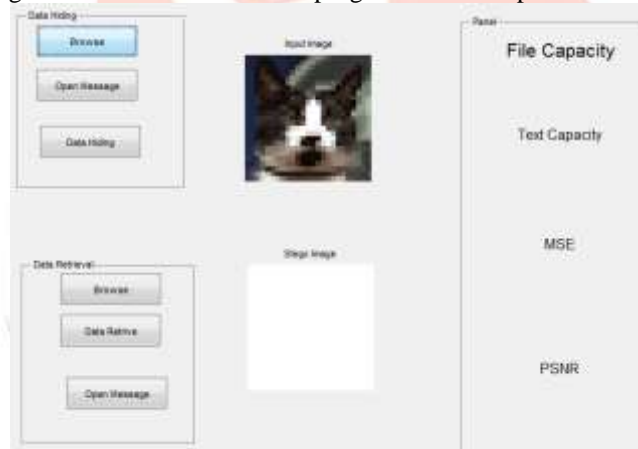 Data Hiding
Browse
Open Message
Data Hiding
Input Image
Panel
File Capacity
Text Capacity
MSE
PSNR
Data Retrieval
Browse
Data Retrive
Open Message
Stego Image